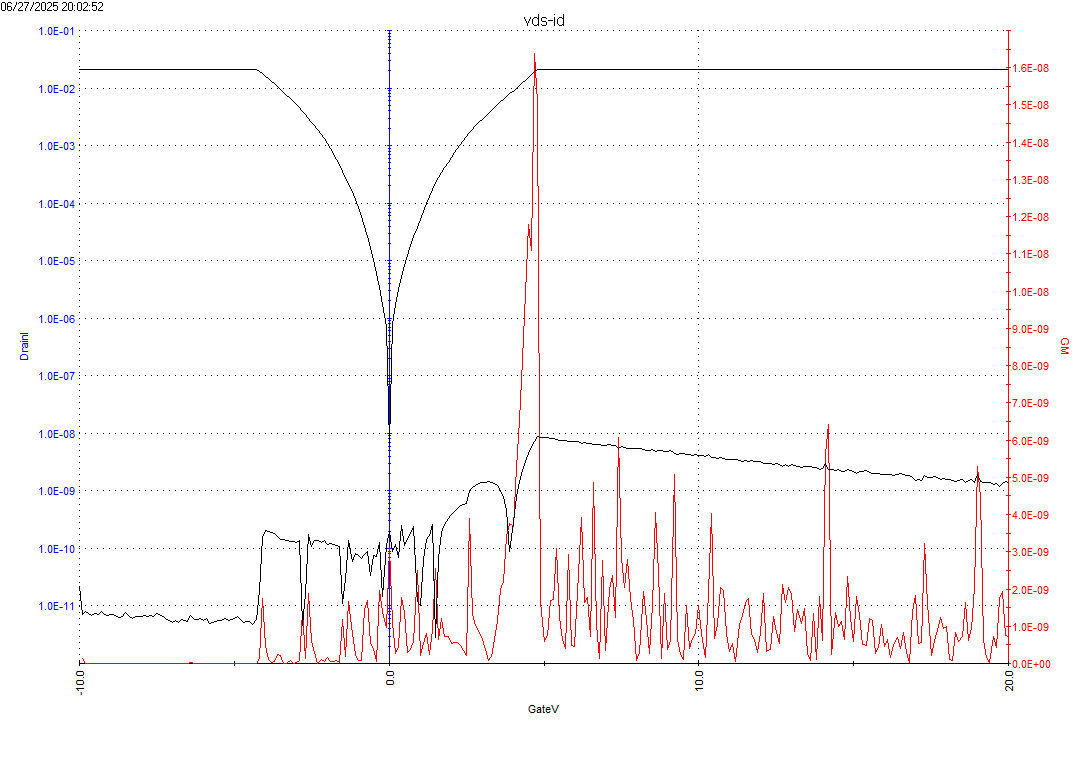 06/27/2025 20:02:52
vds-id
1.0E-01
1.0E-02
1.0E-03
1.0E-04
1.0E-05
1.0E-06
1.0E-07
1.0E-08
1.0E-09
1.0E-10
1.0E-11
DrainI
1.6E-08
1.5E-08
1.4E-08
1.3E-08
1.2E-08
1.1E-08
1.0E-08
9.0E-09
8.0E-09
7.0E-09
6.0E-09
5.0E-09
4.0E-09
3.0E-09
2.0E-09
1.0E-09
0.0E+00
GM
-10.0
0.0
10.0
20.0
GateV